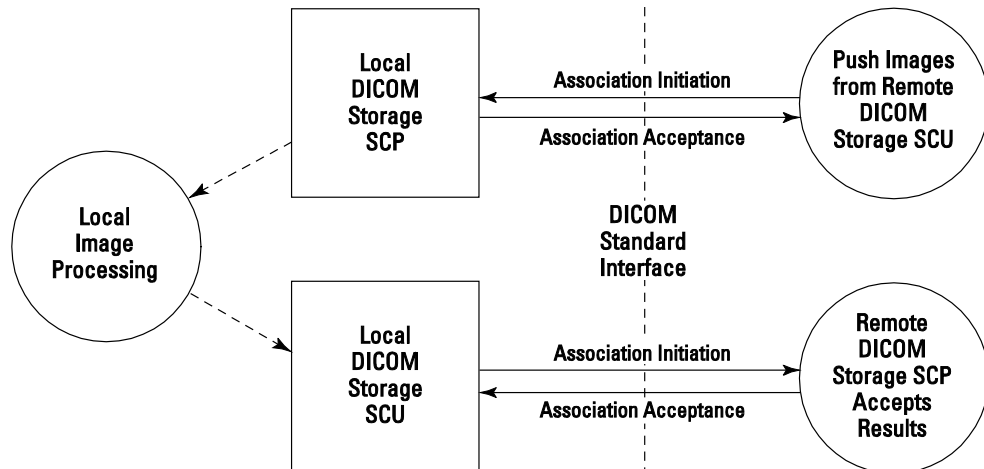 Local
DICOM
Storage
SCP
Association Initiation
Association Acceptance
Push Images
from Remote
DICOM
Storage SCU
Local
Image
Processing
DICOM
Standard
Interface
Local
DICOM
Storage
SCU
Association Initiation
Association Acceptance
Remote
DICOM
Storage SCP
Accepts
Results